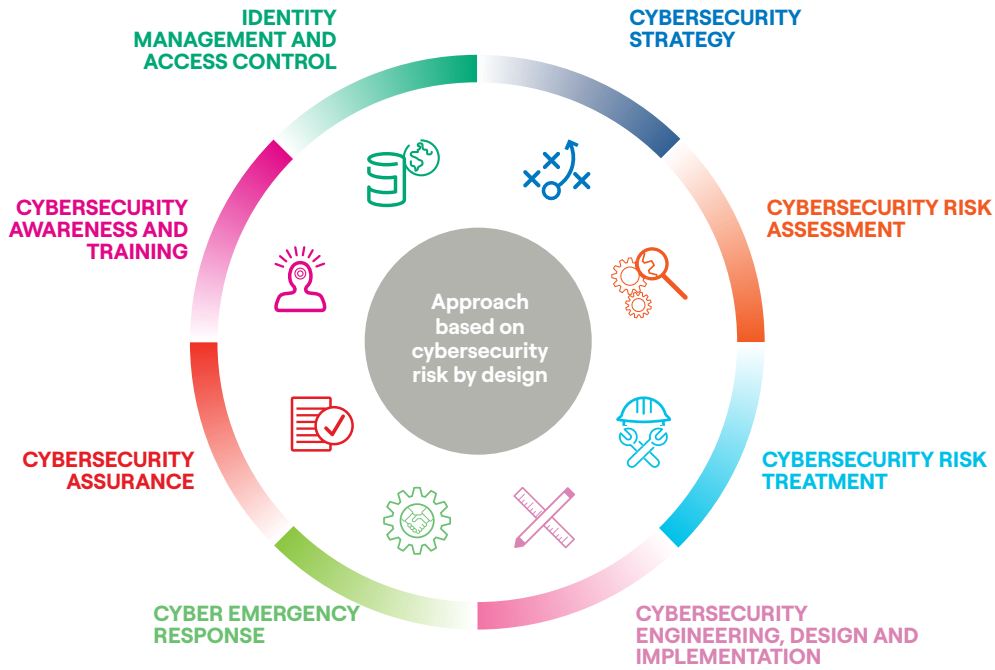 IDENTITY
MANAGEMENT AND
ACCESS CONTROL
CYBERSECURITY
STRATEGY
CYBERSECURITY
AWARENESS AND
TRAINING
CYBERSECURITY RISK
ASSESSMENT
Approach
based on
cybersecurity
risk by design
CYBERSECURITY
ASSURANCE
CYBERSECURITY RISK
TREATMENT
CYBER EMERGENCY
RESPONSE
CYBERSECURITY
ENGINEERING, DESIGN AND
IMPLEMENTATION